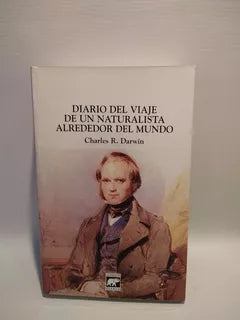 DIARIO DEL VIAJE
DE UN NATURALISTA
ALREDEDOR DEL MUNDO
Charles R. Darwin